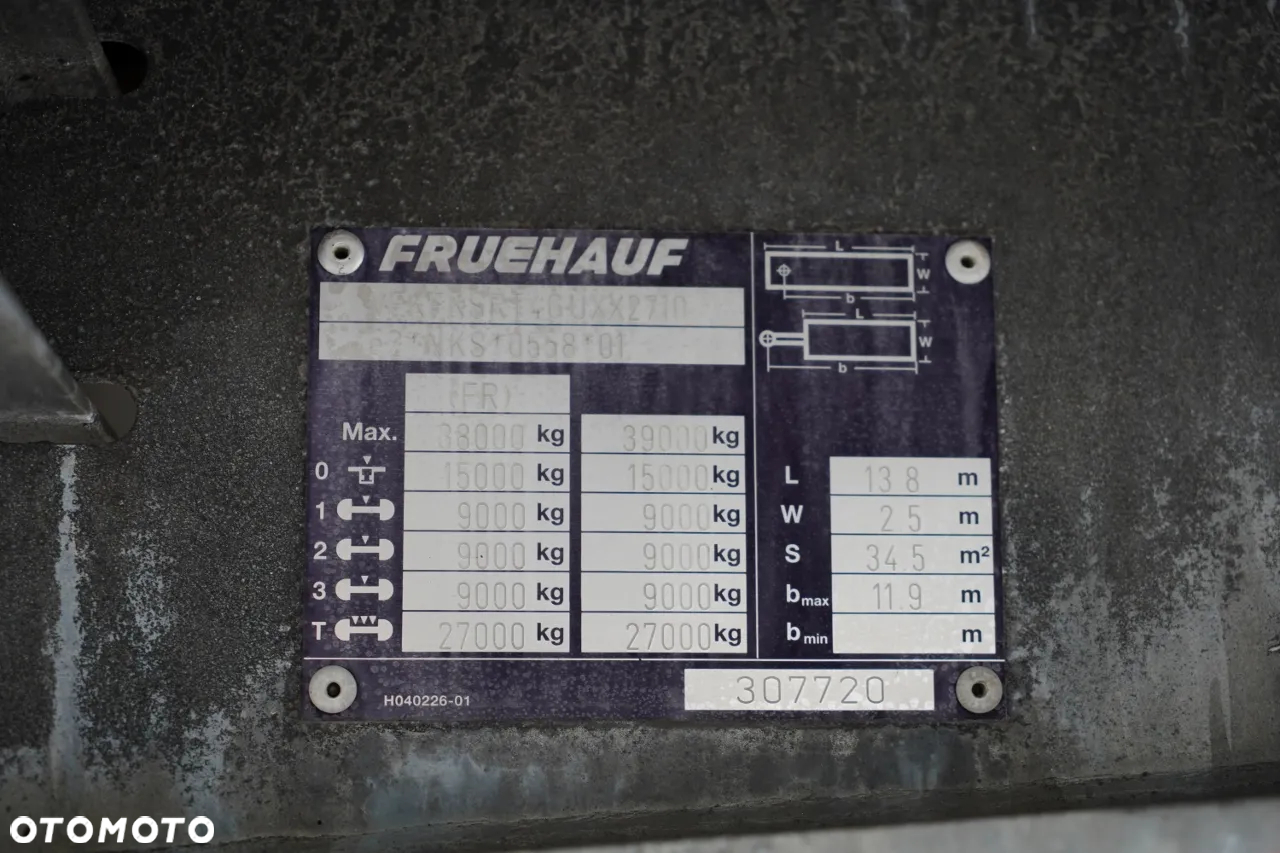 FRUEHAUF
(FR)
Max. 38000 kg 39000 kg
0 15000 kg 15000 kg
1 9000 kg 9000 kg
2 9000 kg 9000 kg
3 9000 kg 9000 kg
T 27000 kg 27000 kg
L
W
b
L
W
b
L 13.8 m
W 2.5 m
S 34.5 m²
bmax 11.9 m
bmin m
H040226-01
307720
OTOMOTO